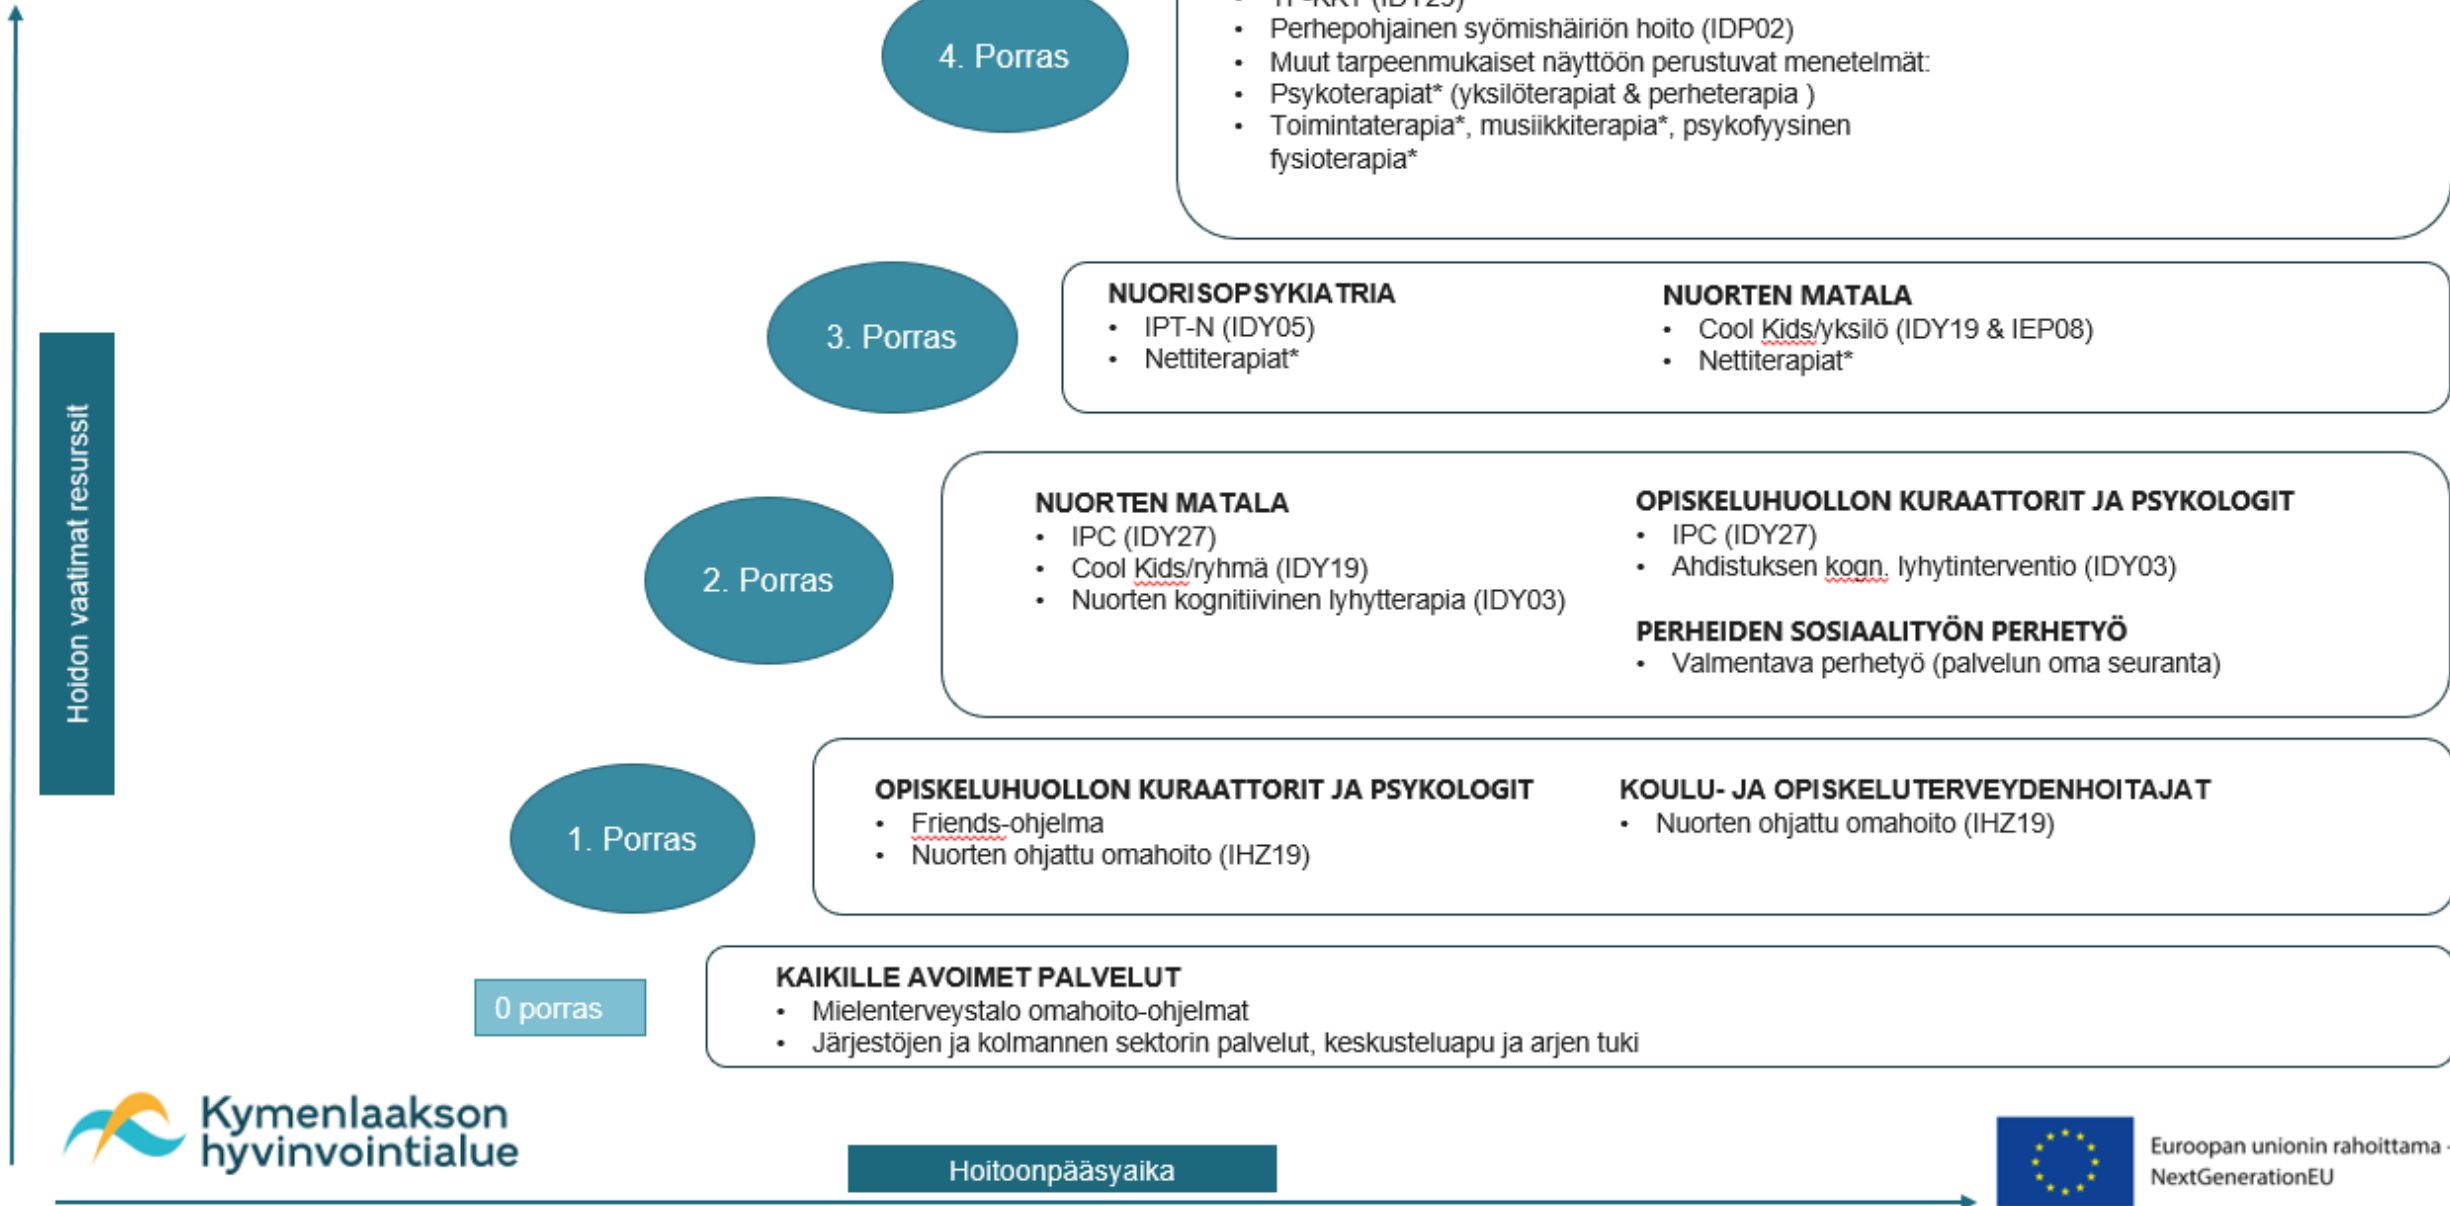 4. Porras
• Perhepohjainen syömishäiriön hoito (IDP02)
• Muut tarpeenmukaiset näyttöön perustuvat menetelmät:
• Psykoterapiat* (yksilöterapiat & perheterapia )
• Toimintaterapia*, musiikkiterapia*, psykofyysinen
fysioterapia*
3. Porras
NUORISOPSYKIATRIA
• IPT-N (IDY05)
• Nettiterapiat*
NUORTEN MATALA
• Cool Kids/yksilö (IDY19 & IEP08)
• Nettiterapiat*
Hoidon vaatimat resurssit
2. Porras
NUORTEN MATALA
• IPC (IDY27)
• Cool Kids/ryhmä (IDY19)
• Nuorten kognitiivinen lyhytterapia (IDY03)
OPISKELUHUOLLON KURAATTORIT JA PSYKOLOGIT
• IPC (IDY27)
• Ahdistuksen kogn. lyhytinterventio (IDY03)
PERHEIDEN SOSIAALITYÖN PERHETYÖ
• Valmentava perhetyö (palvelun oma seuranta)
1. Porras
OPISKELUHUOLLON KURAATTORIT JA PSYKOLOGIT
• Friends-ohjelma
• Nuorten ohjattu omahoito (IHZ19)
KOULU- JA OPISKELUTERVEYDENHOITAJAT
• Nuorten ohjattu omahoito (IHZ19)
0 porras
KAIKILLE AVOIMET PALVELUT
• Mielenterveystalo omahoito-ohjelmat
• Järjestöjen ja kolmannen sektorin palvelut, keskusteluapu ja arjen tuki
Kymenlaakson
hyvinvointialue
Hoitoonpääsyaika
Euroopan unionin rahoittama -
NextGenerationEU